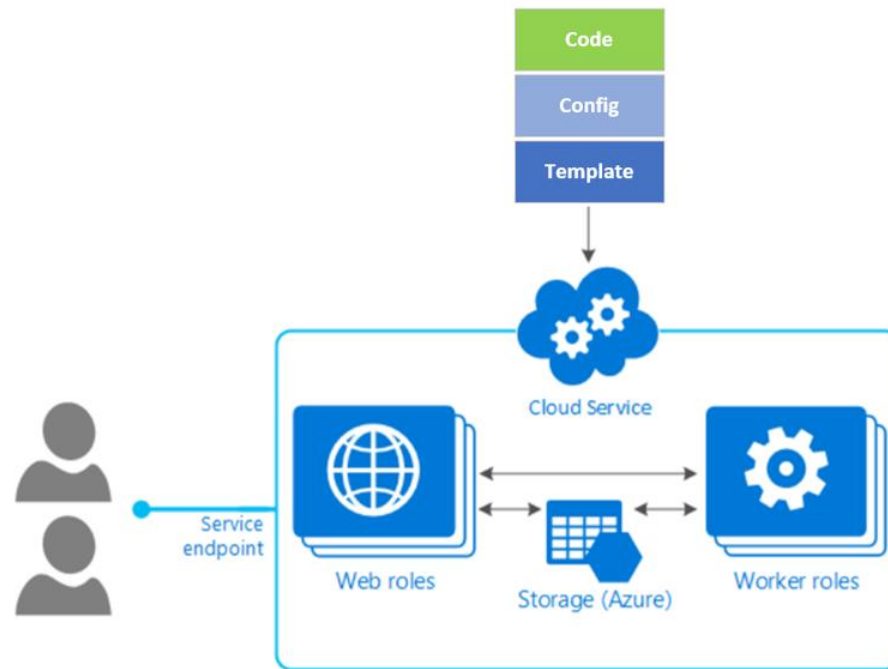 Code
Config
Template
Cloud Service
Service
endpoint
Web roles
Storage (Azure)
Worker roles